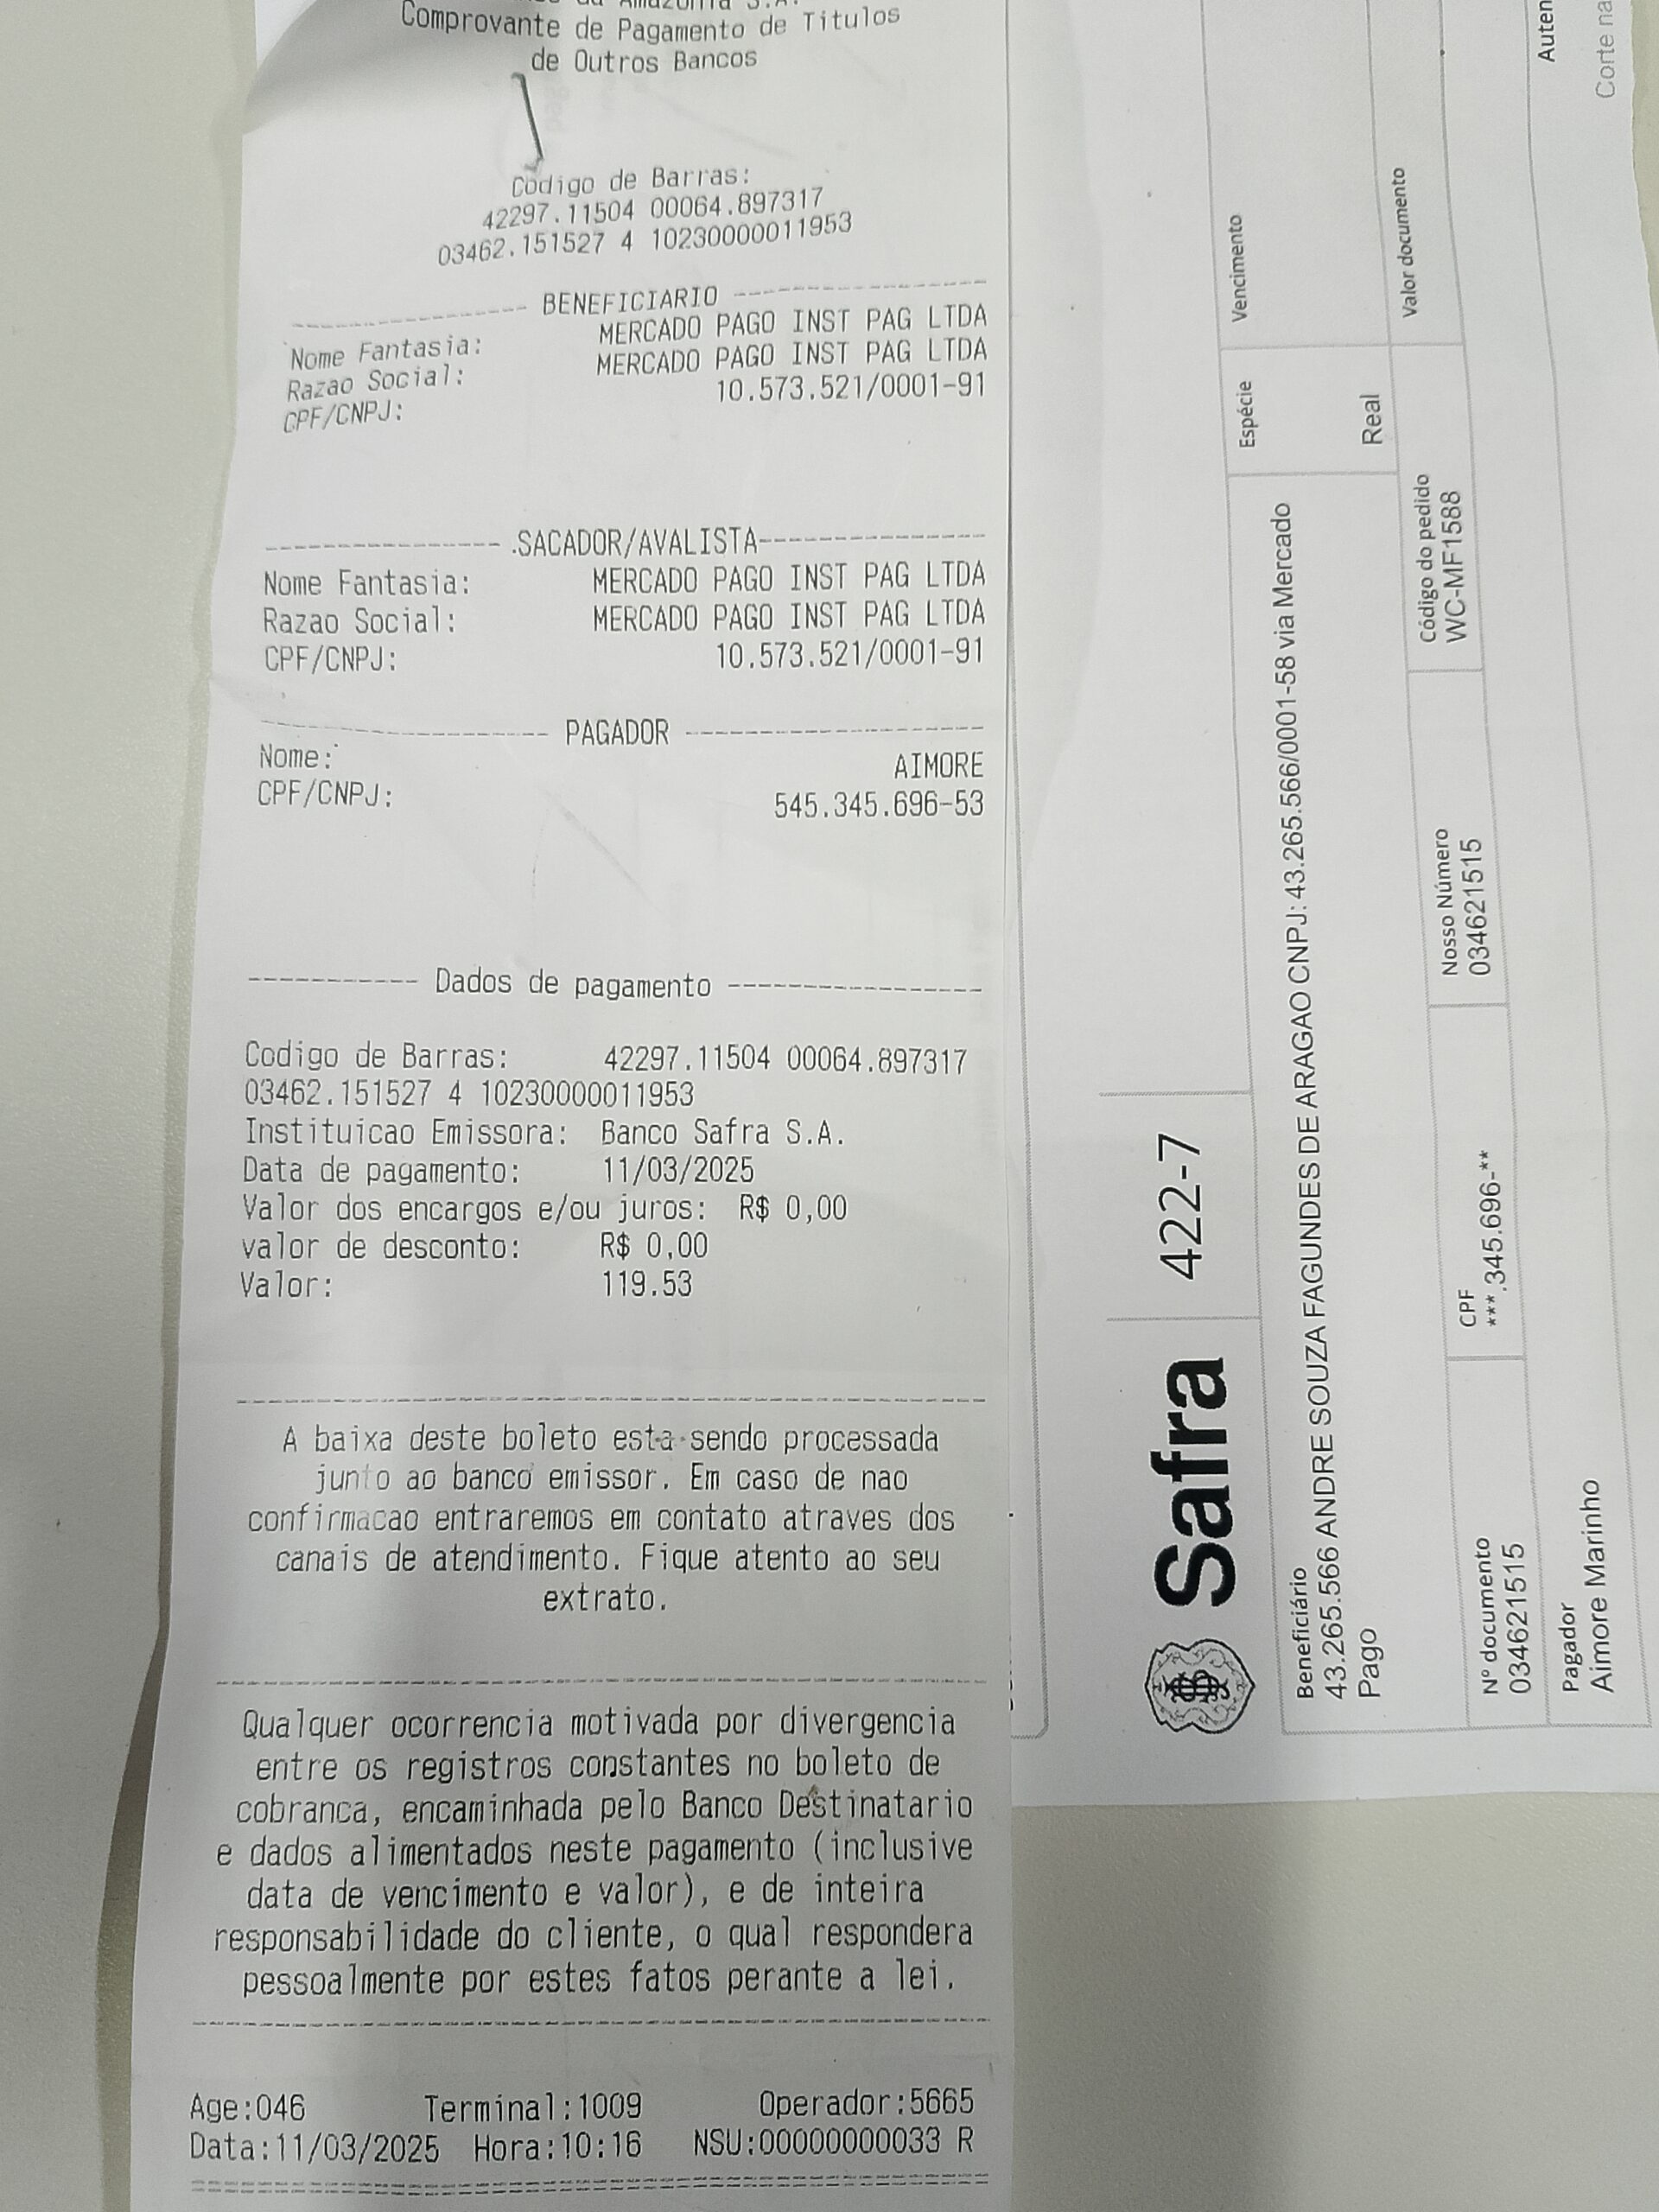 da Amazonia S.A.
Comprovante de Pagamento de Titulos
de Outros Bancos
Codigo de Barras:
42297.11504 00064.897317
03462.151527 4 10230000011953
BENEFICIARIO
Nome Fantasia: MERCADO PAGO INST PAG LTDA
Razao Social: MERCADO PAGO INST PAG LTDA
CPF/CNPJ: 10.573.521/0001-91
.SACADOR/AVALISTA
Nome Fantasia: MERCADO PAGO INST PAG LTDA
Razao Social: MERCADO PAGO INST PAG LTDA
CPF/CNPJ: 10.573.521/0001-91
PAGADOR
Nome: AIMORE
CPF/CNPJ: 545.345.696-53
Dados de pagamento
Codigo de Barras: 42297.11504 00064.897317
03462.151527 4 10230000011953
Instituicao Emissora: Banco Safra S.A.
Data de pagamento: 11/03/2025
Valor dos encargos e/ou juros: R$ 0,00
valor de desconto: R$ 0,00
Valor: 119.53
A baixa deste boleto esta sendo processada
junto ao banco emissor. Em caso de nao
confirmacao entraremos em contato atraves dos
canais de atendimento. Fique atento ao seu
extrato.
Qualquer ocorrencia motivada por divergencia
entre os registros constantes no boleto de
cobranca, encaminhada pelo Banco Destinatario
e dados alimentados neste pagamento (inclusive
data de vencimento e valor), e de inteira
responsabilidade do cliente, o qual respondera
pessoalmente por estes fatos perante a lei.
Age:046 Terminal:1009 Operador:5665
Data:11/03/2025 Hora:10:16 NSU:00000000033 R
Safra 422-7
Beneficiário Espécie Vencimento
43.265.566 ANDRE SOUZA FAGUNDES DE ARAGAO CNPJ: 43.265.566/0001-58 via Mercado
Pago Real
Nº documento CPF Nosso Número Código do pedido Valor documento
034621515 ***.345.696-** 034621515 WC-MF1588
Pagador
Aimore Marinho
Auten
Corte na